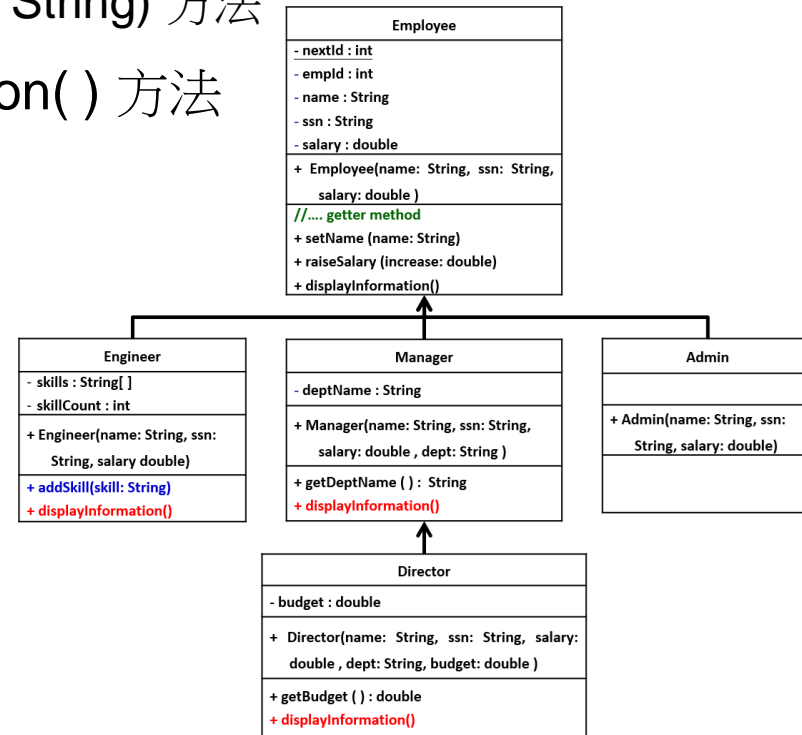 String) 方法
on( ) 方法
Employee
- nextId : int
- empId : int
- name : String
- ssn : String
- salary : double
+ Employee(name: String, ssn: String,
salary: double )
//.... getter method
+ setName (name: String)
+ raiseSalary (increase: double)
+ displayInformation()
Engineer
- skills : String[ ]
- skillCount : int
+ Engineer(name: String, ssn:
String, salary double)
+ addSkill(skill: String)
+ displayInformation()
Manager
- deptName : String
+ Manager(name: String, ssn: String,
salary: double , dept: String )
+ getDeptName ( ) : String
+ displayInformation()
Admin
+ Admin(name: String, ssn:
String, salary: double)
Director
- budget : double
+ Director(name: String, ssn: String, salary:
double , dept: String, budget: double )
+ getBudget ( ) : double
+ displayInformation()